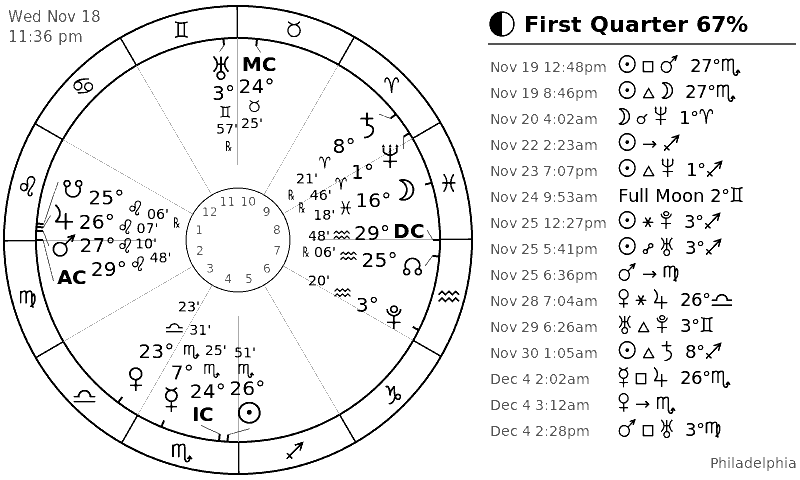 Wed Nov 18
11:36 pm
First Quarter 67%
Nov 19 12:48pm ☉ □ ♂ 27°♏
Nov 19 8:46pm ☉ △ ☽ 27°♏
Nov 20 4:02am ☽ ☌ ♆ 1°♈
Nov 22 2:23am ☉ → ♐
Nov 23 7:07pm ☉ △ ♆ 1°♐
Nov 24 9:53am Full Moon 2°♊
Nov 25 12:27pm ☉ ⚹ ⯓ 3°♐
Nov 25 5:41pm ☉ ☍ ♅ 3°♐
Nov 25 6:36pm ♂ → ♍
Nov 28 7:04am ♀ ⚹ ♃ 26°♎
Nov 29 6:26am ♅ △ ⯓ 3°♊
Nov 30 1:05am ☉ △ ♄ 8°♐
Dec 4 2:02am ☿ □ ♃ 26°♏
Dec 4 3:12am ♀ → ♏
Dec 4 2:28pm ♂ □ ♅ 3°♍
Philadelphia
♊
♉
♈
♓
♒
♑
♐
♏
♎
♍
♌
♋
♅ 3° ♊ 57' ℞
MC 24° ♉ 25'
♄ 8° ♈ 21' ℞
♆ 1° ♈ 46' ℞
☽ 16° ♓ 18'
DC 29° ♒ 48'
☊ 25° ♒ 06' ℞
⯓ 3° ♒ 20'
☋ 25° ♌ 06' ℞
♃ 26° ♌ 07'
♂ 27° ♌ 10'
AC 29° ♌ 48'
♀ 23° ♎ 23'
☿ 7° ♏ 31'
IC 24° ♏ 25'
☉ 26° ♏ 51'
1
2
3
4
5
6
7
8
9
10
11
12